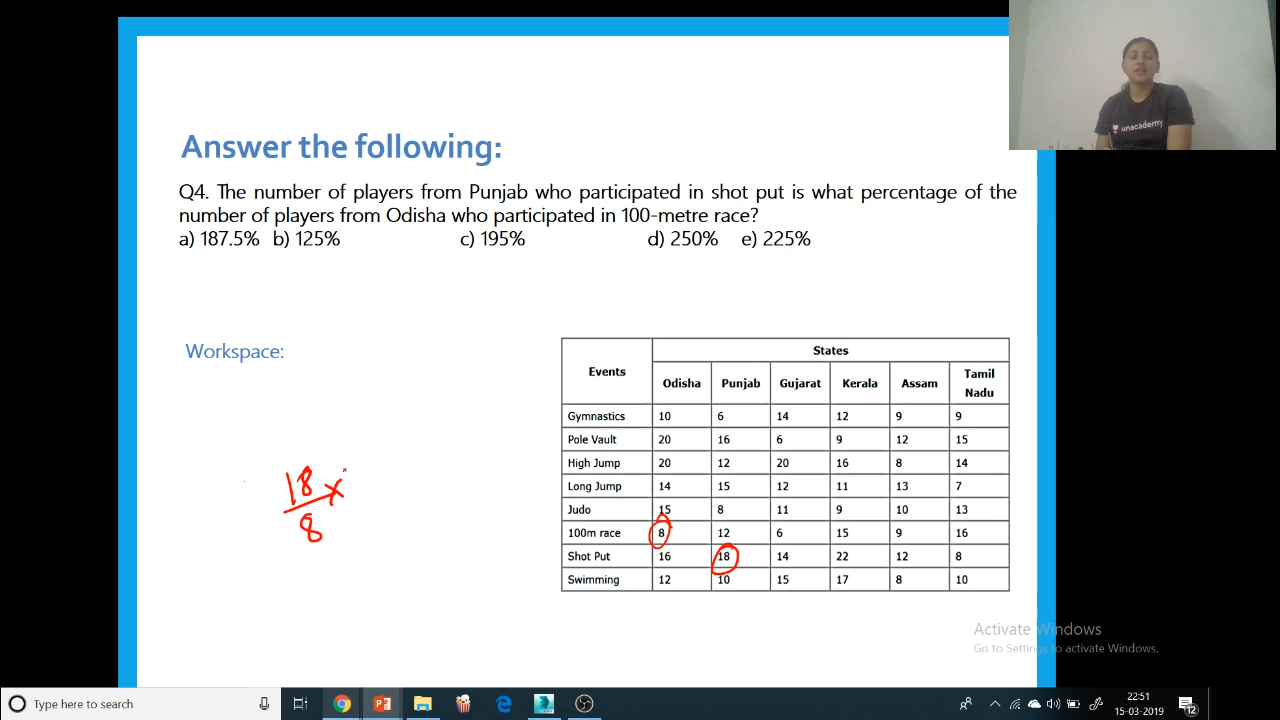 unacademy
Answer the following:
Q4. The number of players from Punjab who participated in shot put is what percentage of the
number of players from Odisha who participated in 100-metre race?
a) 187.5% b) 125% c) 195% d) 250% e) 225%
Workspace:
18 x
8
Events States
Odisha Punjab Gujarat Kerala Assam Tamil Nadu
Gymnastics 10 6 14 12 9 9
Pole Vault 20 16 6 9 12 15
High Jump 20 12 20 16 8 14
Long Jump 14 15 12 11 13 7
Judo 15 8 11 9 10 13
100m race 8 12 6 15 9 16
Shot Put 16 18 14 22 12 8
Swimming 12 10 15 17 8 10
Activate Windows
Go to Settings to activate Windows.
Type here to search
22:51
15-03-2019
12